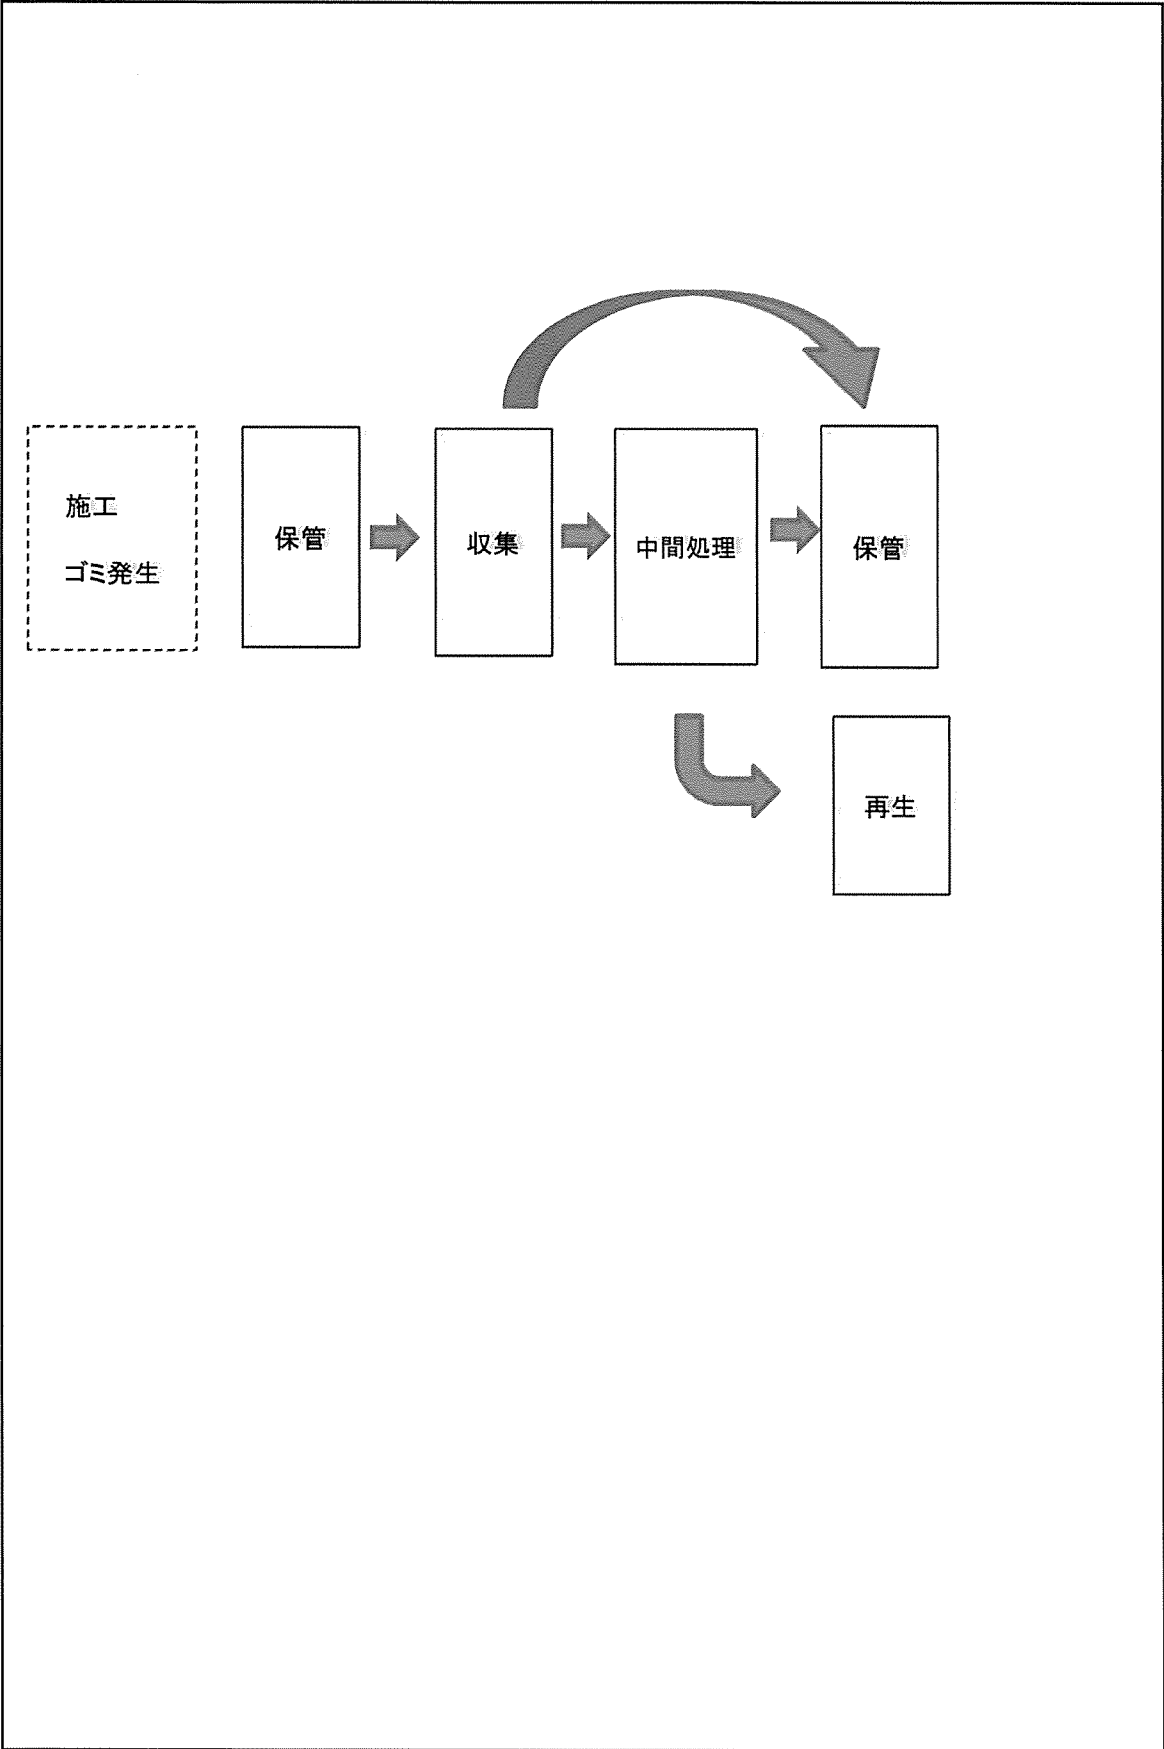 施工
ゴミ発生
保管
収集
中間処理
保管
再生